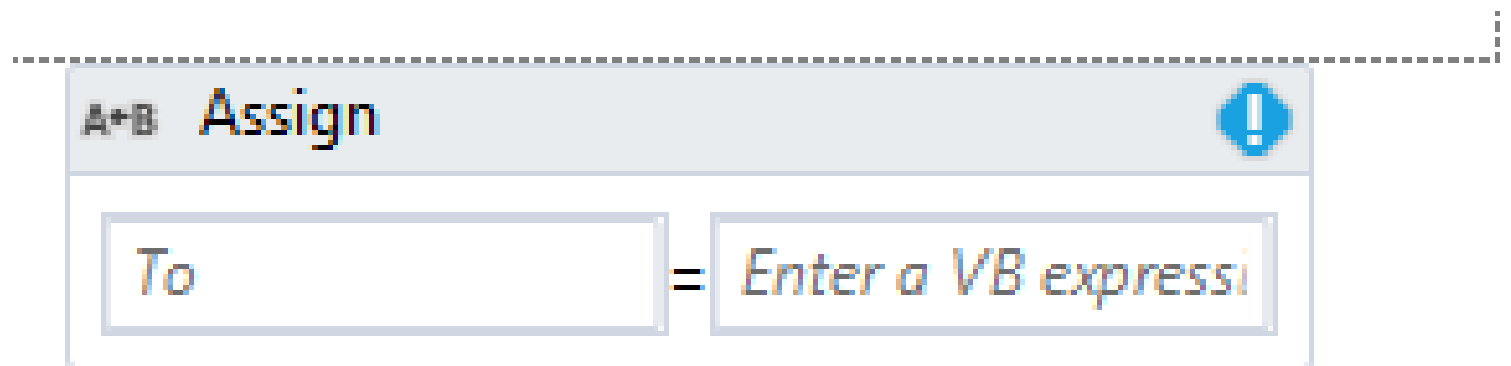 A+B Assign
To = Enter a VB expressi